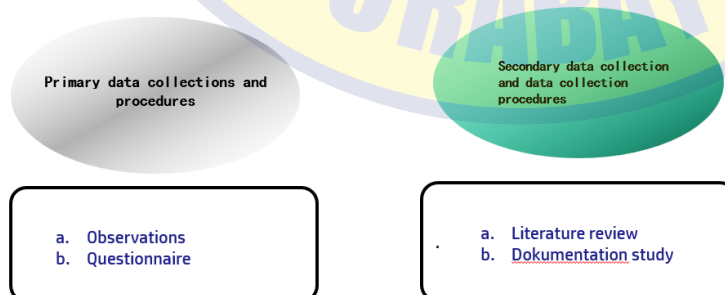 Primary data collections and
procedures
Secondary data collection
and data collection
procedures
a. Observations
b. Questionnaire
a. Literature review
b. Dokumentation study
.